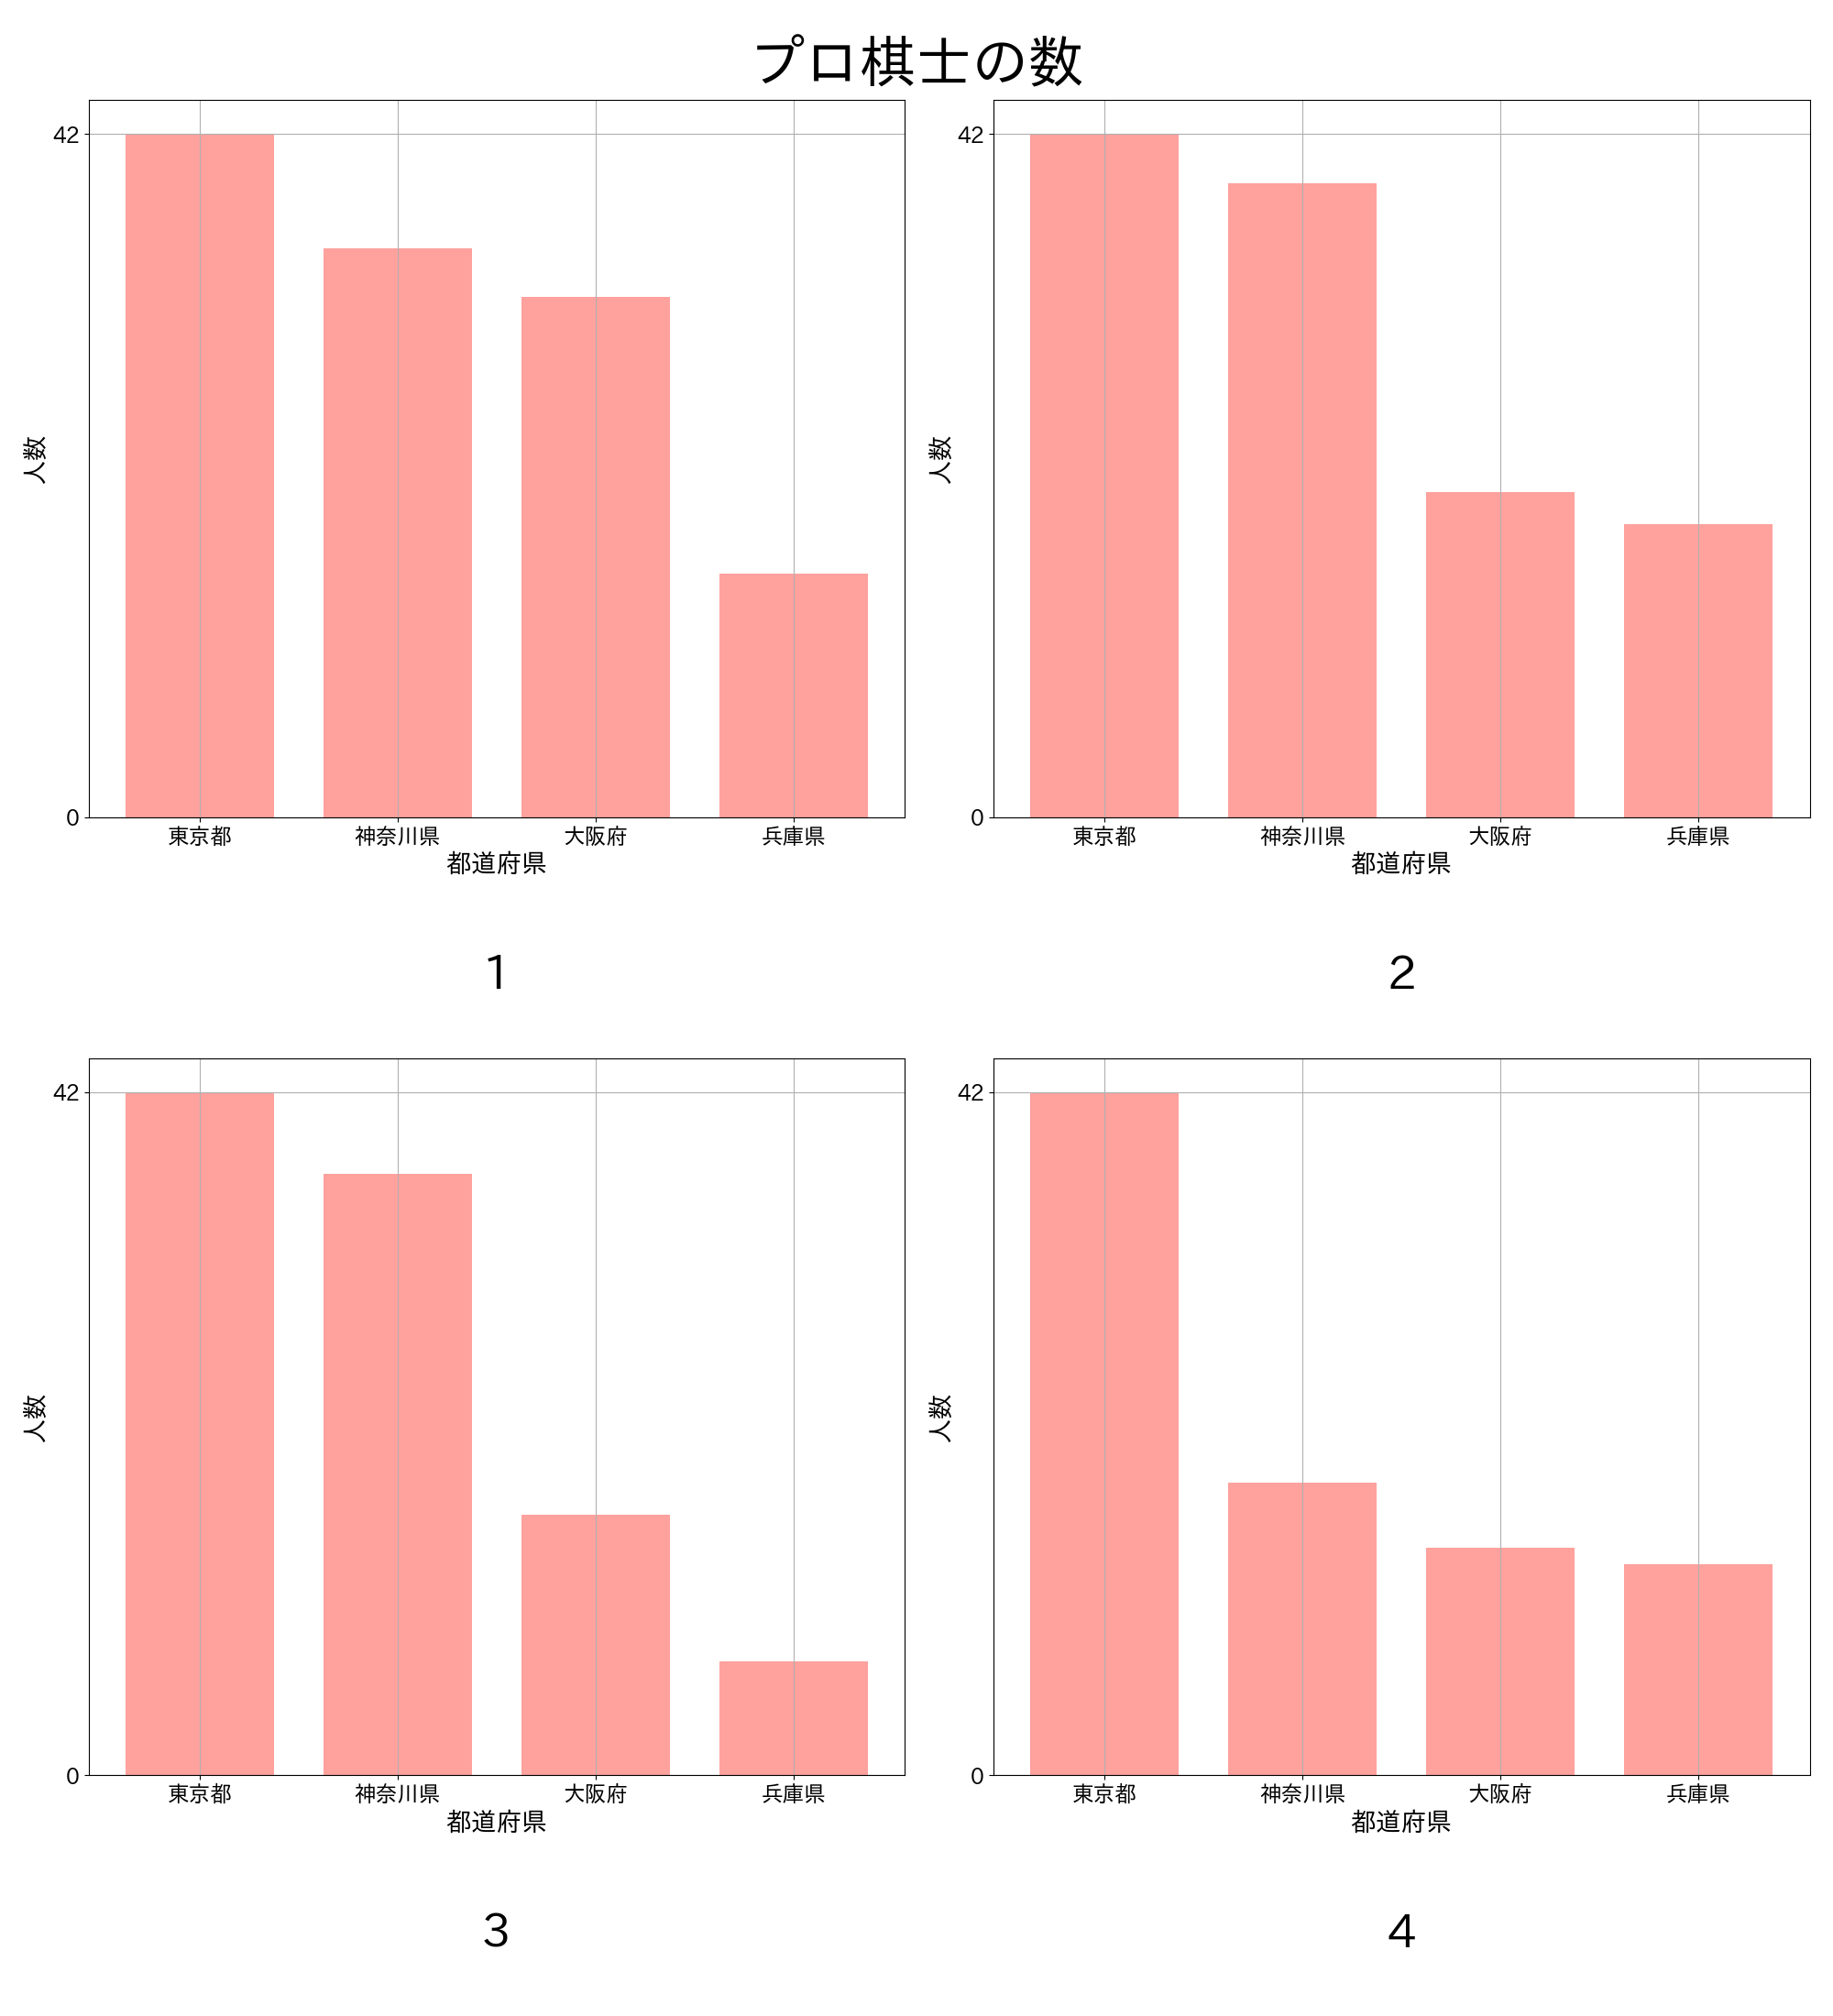 プロ棋士の数
42
人数
0
東京都 神奈川県 大阪府 兵庫県
都道府県
1
42
人数
0
東京都 神奈川県 大阪府 兵庫県
都道府県
2
42
人数
0
東京都 神奈川県 大阪府 兵庫県
都道府県
3
42
人数
0
東京都 神奈川県 大阪府 兵庫県
都道府県
4